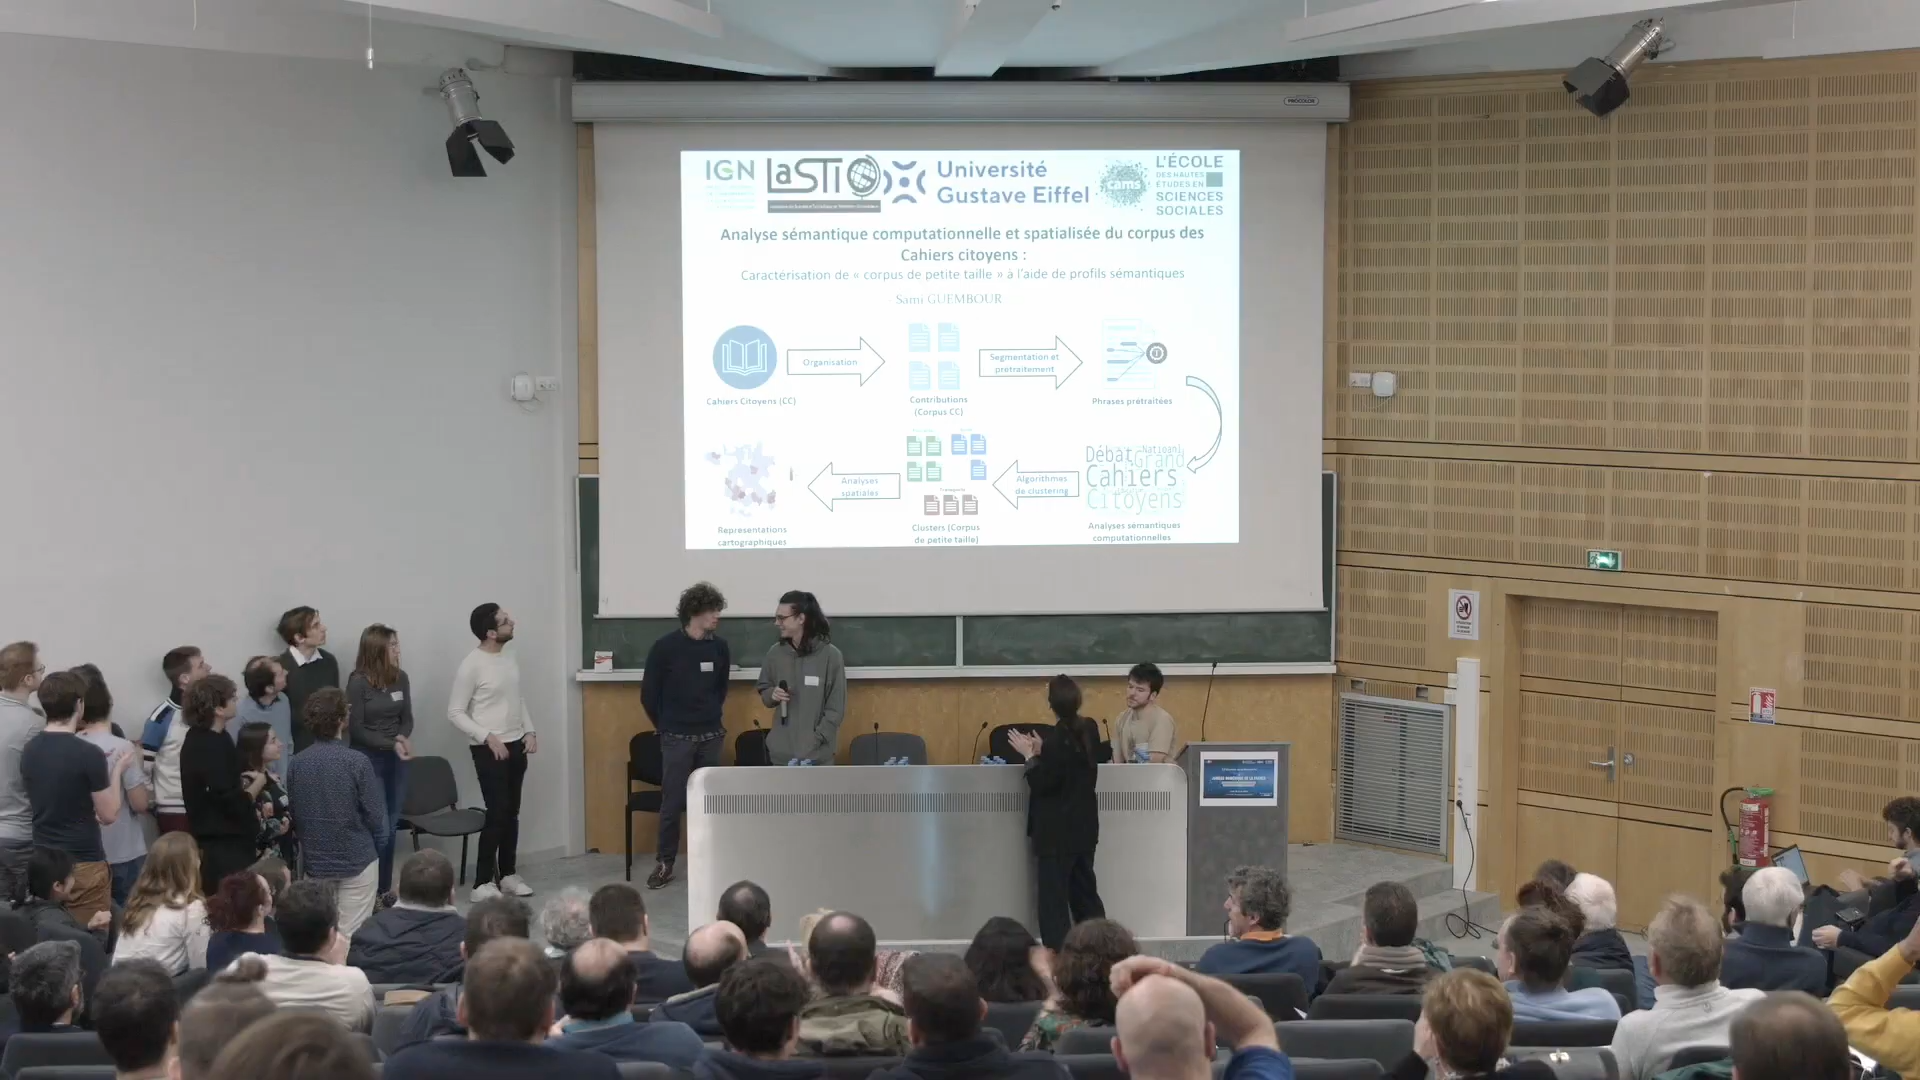 PROCOLOR
IGN
LaSTIG
Université
Gustave Eiffel
cams
L'ÉCOLE
DES HAUTES
ÉTUDES EN
SCIENCES
SOCIALES
Analyse sémantique computationnelle et spatialisée du corpus des
Cahiers citoyens :
Caractérisation de « corpus de petite taille » à l'aide de profils sémantiques
Sami GUEMBOUR
Organisation
Segmentation et
prétraitement
Cahiers Citoyens (CC)
Contributions
(Corpus CC)
Phrases prétraitées
Débat National
Grand
Cahiers
Citoyens
Analyses
spatiales
Algorithmes
de clustering
Transports
Représentations
cartographiques
Clusters (Corpus
de petite taille)
Analyses sémantiques
computationnelles